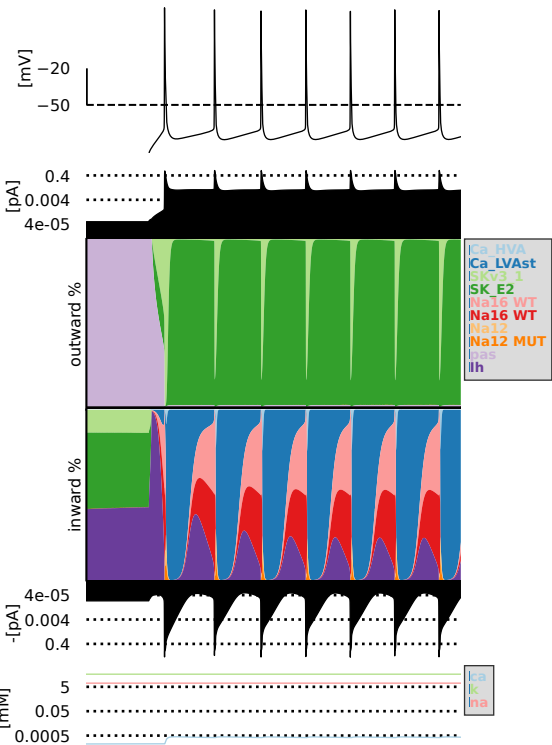 [mV]
−20
−50
[pA]
0.4
0.004
4e-05
outward %
Ca_HVA
Ca_LVAst
SKv3_1
SK_E2
Na16 WT
Na16 WT
Na12
Na12 MUT
pas
Ih
inward %
-[pA]
4e-05
0.004
0.4
[mM]
5
0.05
0.0005
ca
k
na